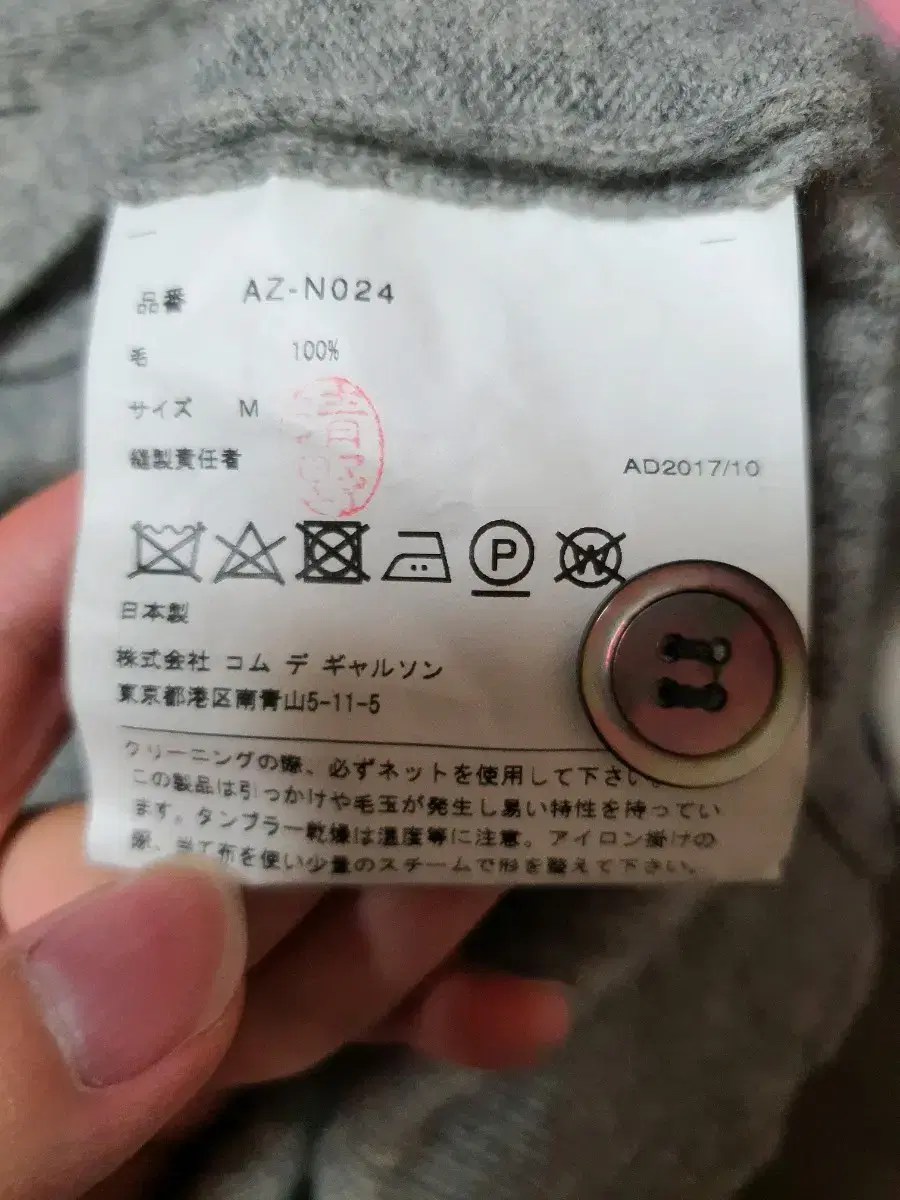 品番 AZ-N024
毛 100%
サイズ M
縫製責任者
AD2017/10
P W
日本製
株式会社 コム デ ギャルソン
東京都港区南青山5-11-5
クリーニングの際、必ずネットを使用して下さい。
この製品は引っかけや毛玉が発生し易い特性を持ってい
ます。タンブラー乾燥は温度等に注意。アイロン掛けの
際、当て布を使い少量のスチームで形を整えて下さい。